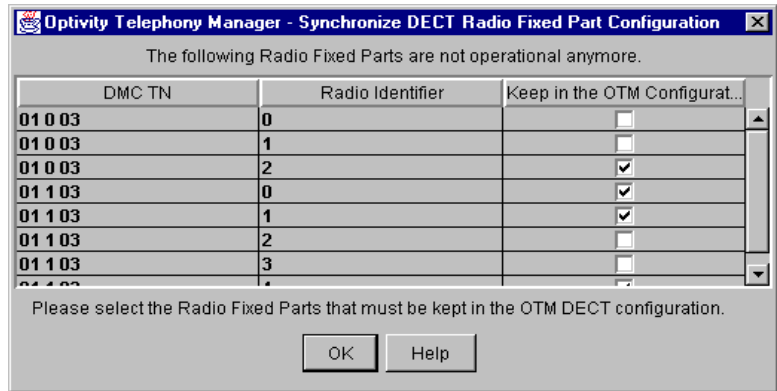 Optivity Telephony Manager - Synchronize DECT Radio Fixed Part Configuration
The following Radio Fixed Parts are not operational anymore.
DMC TN Radio Identifier Keep in the OTM Configurat...
01 0 03 0
01 0 03 1
01 0 03 2
01 1 03 0
01 1 03 1
01 1 03 2
01 1 03 3
Please select the Radio Fixed Parts that must be kept in the OTM DECT configuration.
OK Help